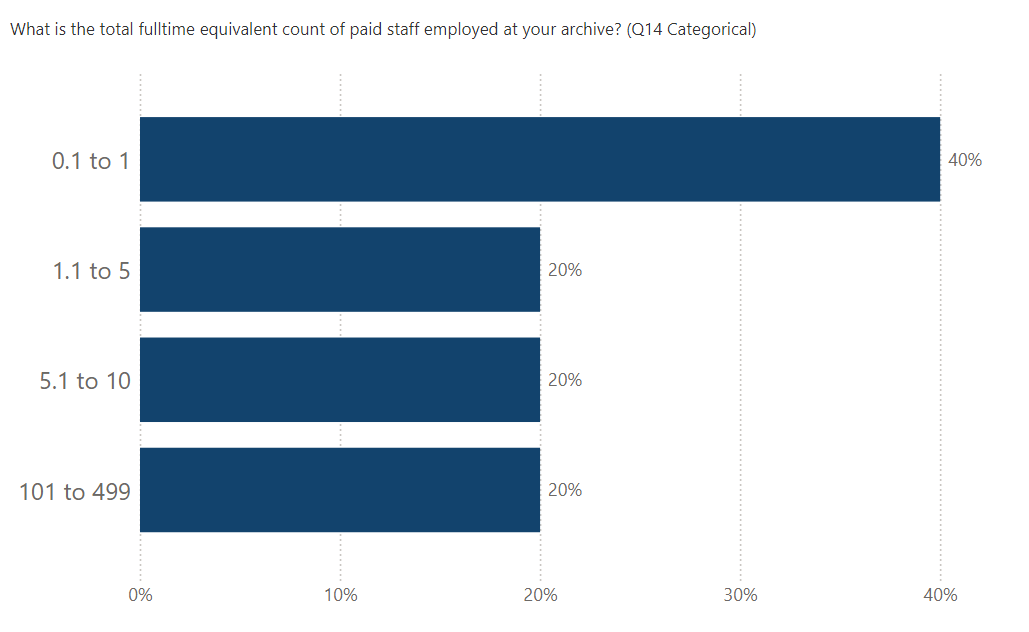 What is the total fulltime equivalent count of paid staff employed at your archive? (Q14 Categorical)
0.1 to 1
40%
1.1 to 5
20%
5.1 to 10
20%
101 to 499
20%
0%
10%
20%
30%
40%